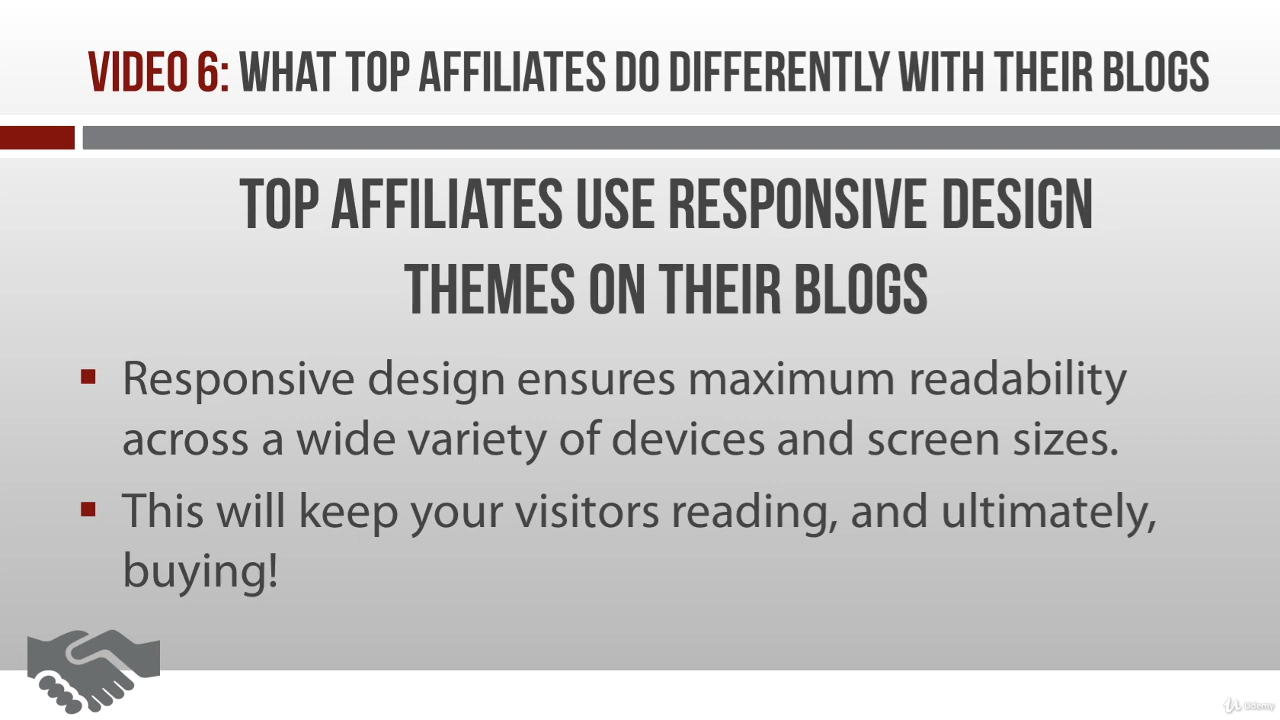 VIDEO 6: WHAT TOP AFFILIATES DO DIFFERENTLY WITH THEIR BLOGS
TOP AFFILIATES USE RESPONSIVE DESIGN
THEMES ON THEIR BLOGS
Responsive design ensures maximum readability
across a wide variety of devices and screen sizes.
This will keep your visitors reading, and ultimately,
buying!
Udemy